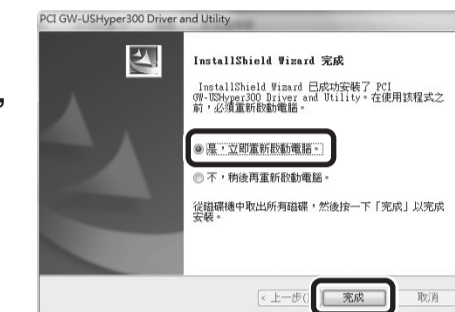 PCI GW-USHyper300 Driver and Utility
InstallShield Wizard 完成
InstallShield Wizard 已成功安裝了 PCI
GW-USHyper300 Driver and Utility。在使用該程式之
前，必須重新啟動電腦。
是，立即重新啟動電腦。
不，稍後再重新啟動電腦。
從磁碟機中取出所有磁碟，然後按一下「完成」以完成
安裝。
< 上一步(
完成
取消